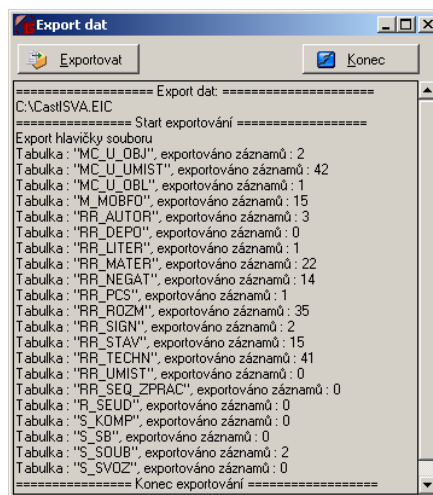 Export dat
Exportovat
Konec
=================== Export dat: =====================
C:\CastISVA.EIC
================ Start exportování ==================
Export hlavičky souboru
Tabulka : "MC_U_OBJ", exportováno záznamů : 2
Tabulka : "MC_U_UMIST", exportováno záznamů : 42
Tabulka : "MC_U_OBL", exportováno záznamů : 1
Tabulka : "M_MOBFO", exportováno záznamů : 15
Tabulka : "RR_AUTOR", exportováno záznamů : 3
Tabulka : "RR_DEPO", exportováno záznamů : 0
Tabulka : "RR_LITER", exportováno záznamů : 1
Tabulka : "RR_MATER", exportováno záznamů : 22
Tabulka : "RR_NEGAT", exportováno záznamů : 14
Tabulka : "RR_PCS", exportováno záznamů : 1
Tabulka : "RR_ROZM", exportováno záznamů : 35
Tabulka : "RR_SIGN", exportováno záznamů : 2
Tabulka : "RR_STAV", exportováno záznamů : 15
Tabulka : "RR_TECHN", exportováno záznamů : 41
Tabulka : "RR_UMIST", exportováno záznamů : 0
Tabulka : "RR_SEQ_ZPRAC", exportováno záznamů : 0
Tabulka : "R_SEUD", exportováno záznamů : 0
Tabulka : "S_KOMP", exportováno záznamů : 0
Tabulka : "S_SB", exportováno záznamů : 0
Tabulka : "S_SOUB", exportováno záznamů : 2
Tabulka : "S_SVOZ", exportováno záznamů : 0
================ Konec exportování ==================